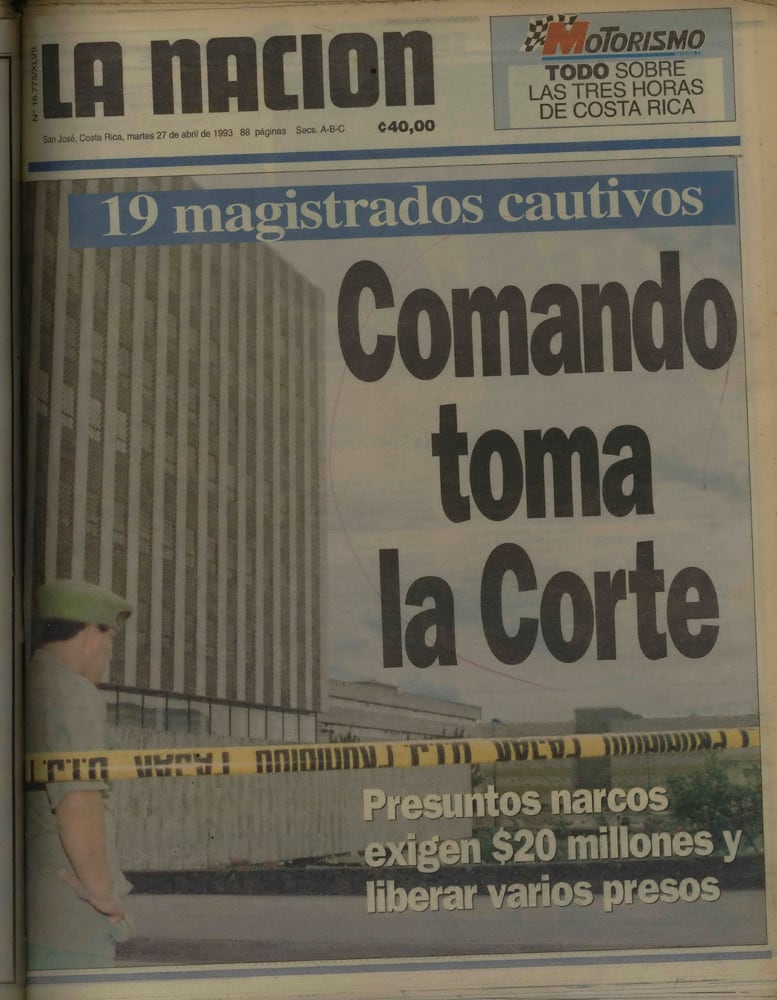 LA NACION
MOTORISMO
TODO SOBRE
LAS TRES HORAS
DE COSTA RICA
San José, Costa Rica, martes 27 de abril de 1993 88 páginas Secs. A-B-C ¢40,00
19 magistrados cautivos
Comando
toma
la Corte
Presuntos narcos
exigen $20 millones y
liberar varios presos